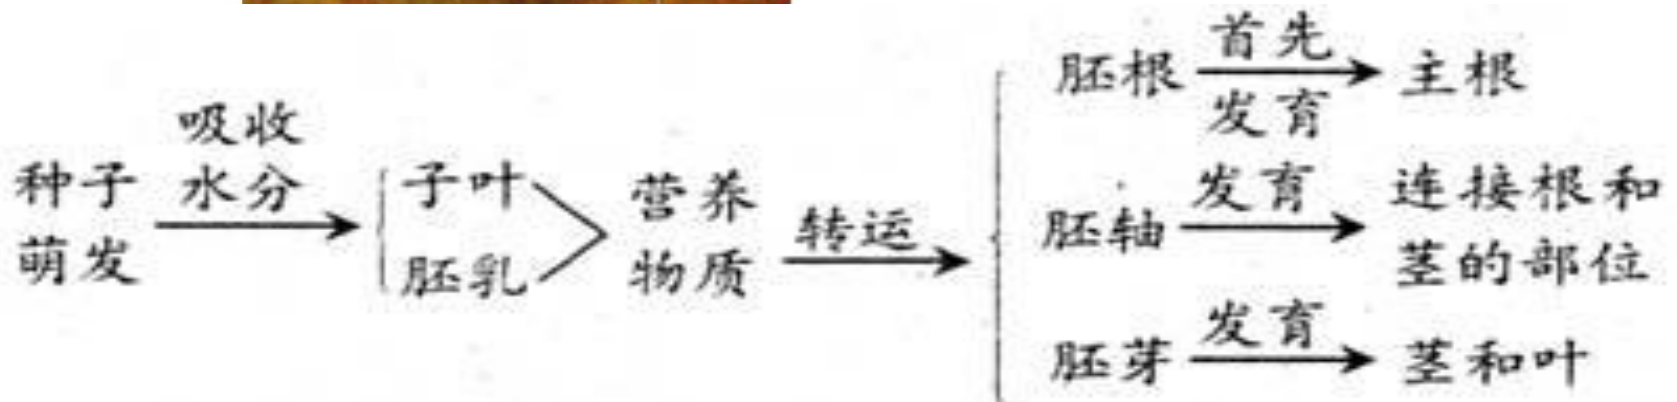 种子
萌发
吸收
水分
子叶
胚乳
营养
物质
转运
胚根
首先
发育
主根
胚轴
发育
连接根和
茎的部位
胚芽
发育
茎和叶